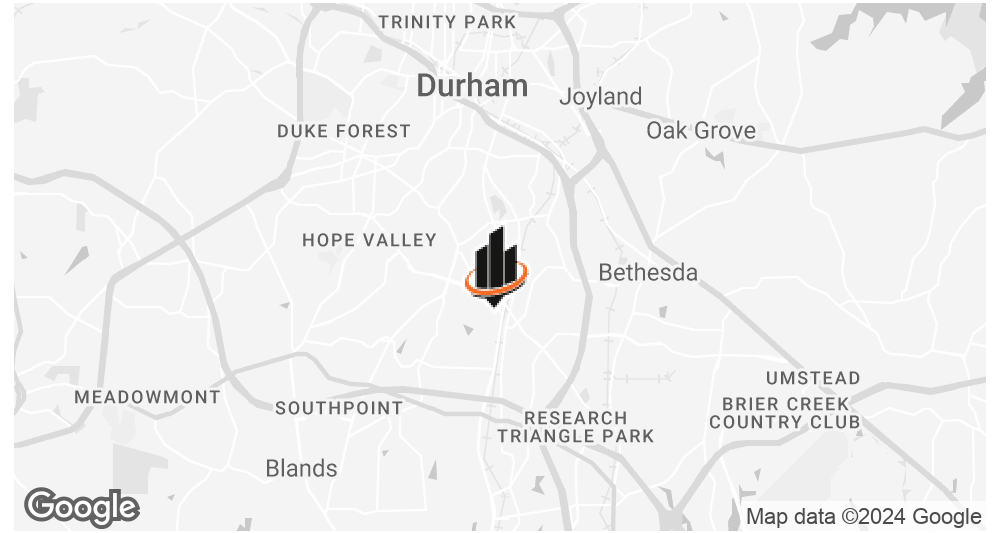 TRINITY PARK
Durham
Joyland
Oak Grove
DUKE FOREST
HOPE VALLEY
Bethesda
UMSTEAD
MEADOWMONT
SOUTHPOINT
BRIER CREEK
COUNTRY CLUB
RESEARCH
TRIANGLE PARK
Blands
Google
Map data ©2024 Google